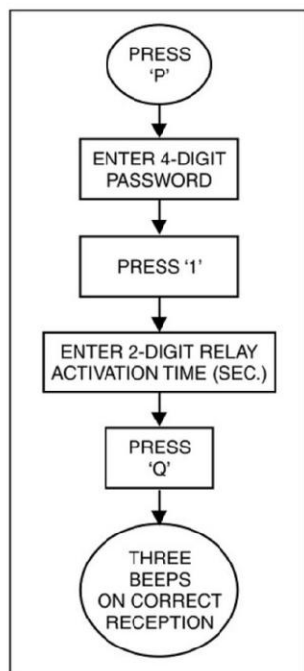 PRESS
‘P’
ENTER 4-DIGIT
PASSWORD
PRESS ‘1’
ENTER 2-DIGIT RELAY
ACTIVATION TIME (SEC.)
PRESS
‘Q’
THREE
BEEPS
ON CORRECT
RECEPTION